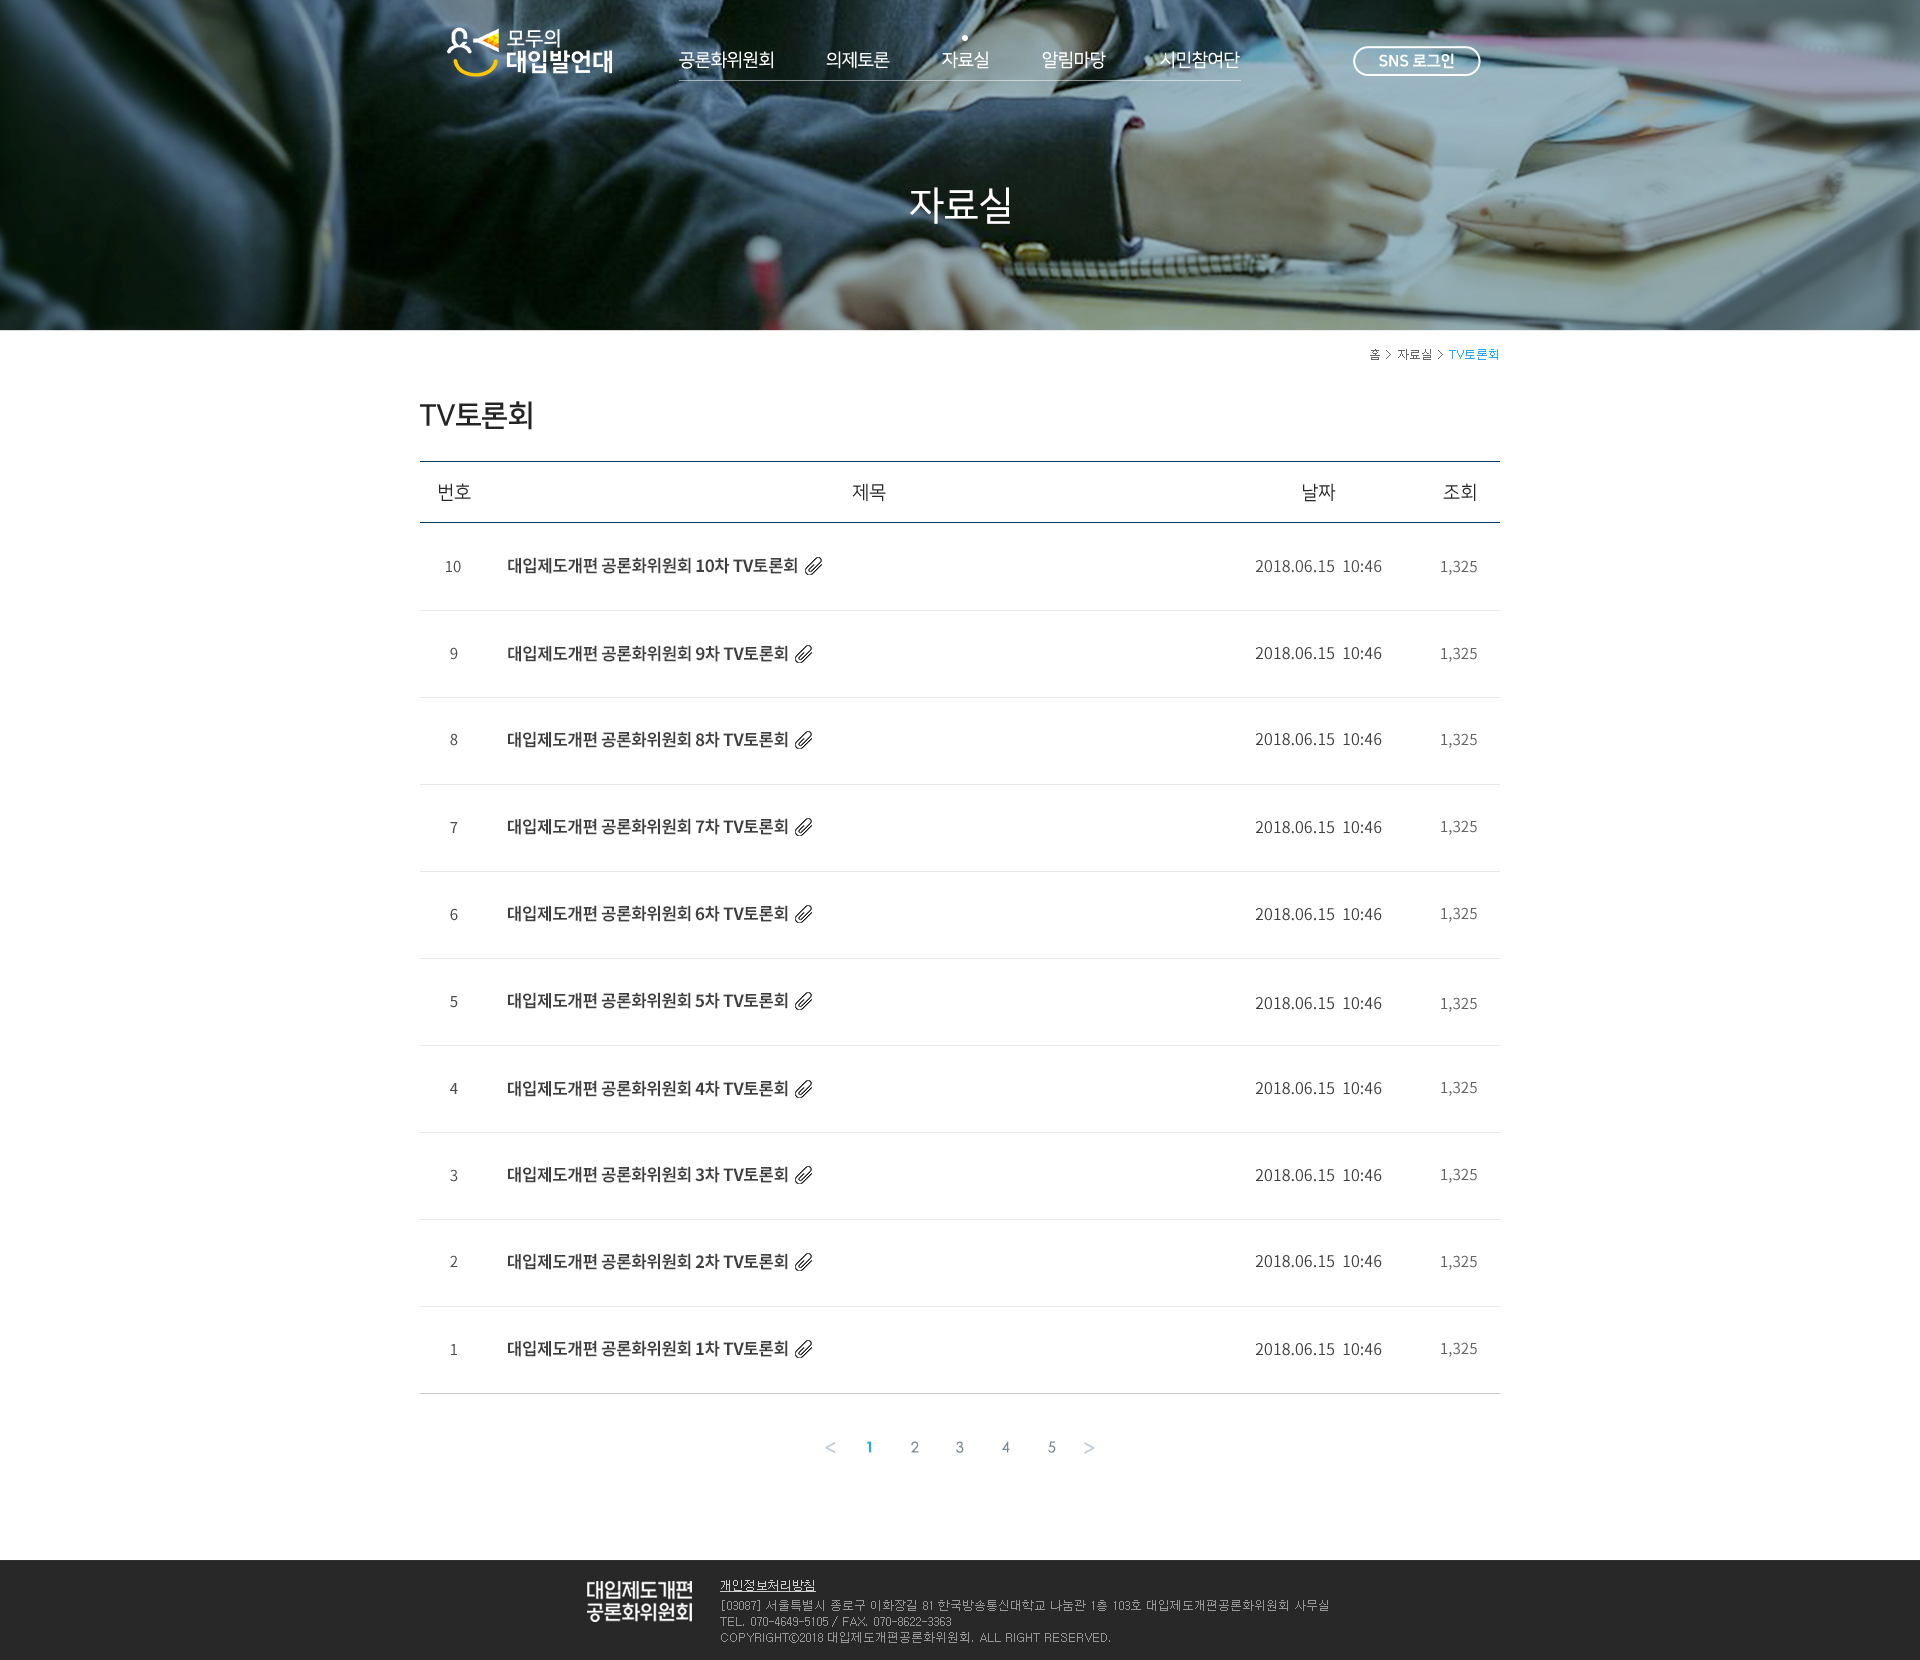 모두의
대입발언대
공론화위원회 의제토론 자료실 알림마당 시민참여단
SNS 로그인
자료실
홈 > 자료실 > TV토론회
TV토론회
번호 제목 날짜 조회
10 대입제도개편 공론화위원회 10차 TV토론회 2018.06.15 10:46 1,325
9 대입제도개편 공론화위원회 9차 TV토론회 2018.06.15 10:46 1,325
8 대입제도개편 공론화위원회 8차 TV토론회 2018.06.15 10:46 1,325
7 대입제도개편 공론화위원회 7차 TV토론회 2018.06.15 10:46 1,325
6 대입제도개편 공론화위원회 6차 TV토론회 2018.06.15 10:46 1,325
5 대입제도개편 공론화위원회 5차 TV토론회 2018.06.15 10:46 1,325
4 대입제도개편 공론화위원회 4차 TV토론회 2018.06.15 10:46 1,325
3 대입제도개편 공론화위원회 3차 TV토론회 2018.06.15 10:46 1,325
2 대입제도개편 공론화위원회 2차 TV토론회 2018.06.15 10:46 1,325
1 대입제도개편 공론화위원회 1차 TV토론회 2018.06.15 10:46 1,325
< 1 2 3 4 5 >
대입제도개편
공론화위원회
개인정보처리방침
[03087] 서울특별시 종로구 이화장길 81 한국방송통신대학교 나눔관 1층 103호 대입제도개편공론화위원회 사무실
TEL. 070-4649-5105 / FAX. 070-8622-3363
COPYRIGHT©2018 대입제도개편공론화위원회. ALL RIGHT RESERVED.